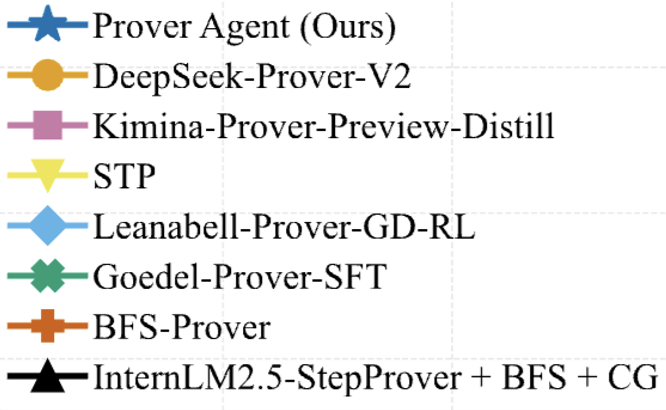 Prover Agent (Ours)
DeepSeek-Prover-V2
Kimina-Prover-Preview-Distill
STP
Leanabell-Prover-GD-RL
Goedel-Prover-SFT
BFS-Prover
InternLM2.5-StepProver + BFS + CG